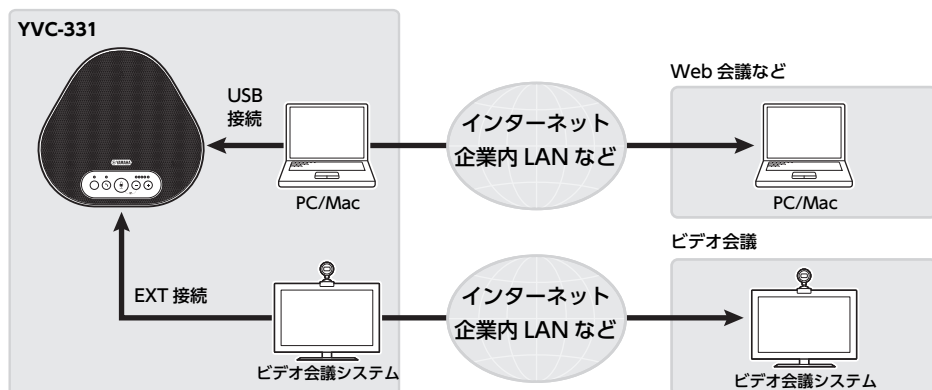 YVC-331
USB
接続
PC/Mac
インターネット
企業内 LAN など
Web 会議など
PC/Mac
YAMAHA
EXT 接続
ビデオ会議システム
インターネット
企業内 LAN など
ビデオ会議
ビデオ会議システム